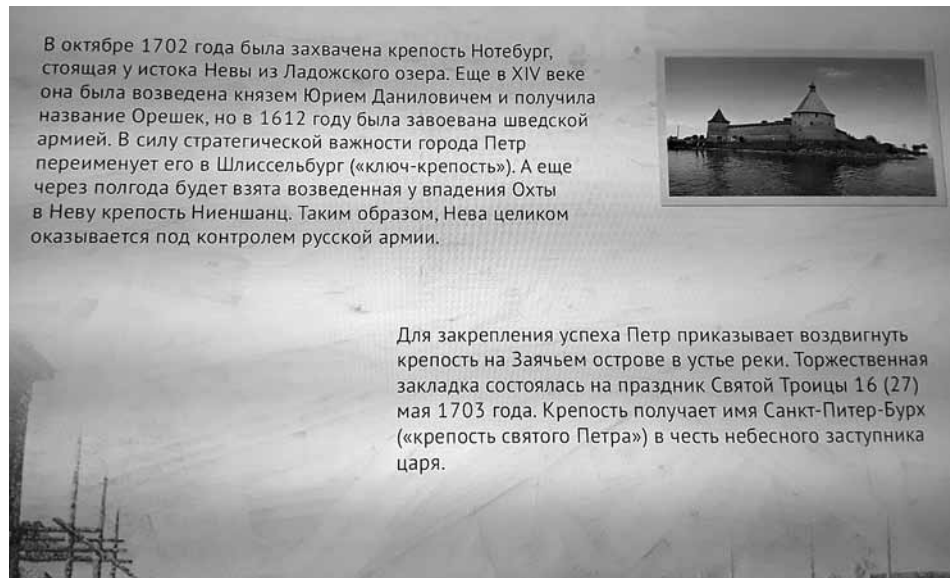 В октябре 1702 года была захвачена крепость Нотебург,
стоящая у истока Невы из Ладожского озера. Еще в XIV веке
она была возведена князем Юрием Даниловичем и получила
название Орешек, но в 1612 году была завоевана шведской
армией. В силу стратегической важности города Петр
переименует его в Шлиссельбург («ключ-крепость»). А еще
через полгода будет взята возведенная у впадения Охты
в Неву крепость Ниеншанц. Таким образом, Нева целиком
оказывается под контролем русской армии.
Для закрепления успеха Петр приказывает воздвигнуть
крепость на Заячьем острове в устье реки. Торжественная
закладка состоялась на праздник Святой Троицы 16 (27)
мая 1703 года. Крепость получает имя Санкт-Питер-Бурх
(«крепость святого Петра») в честь небесного заступника
царя.